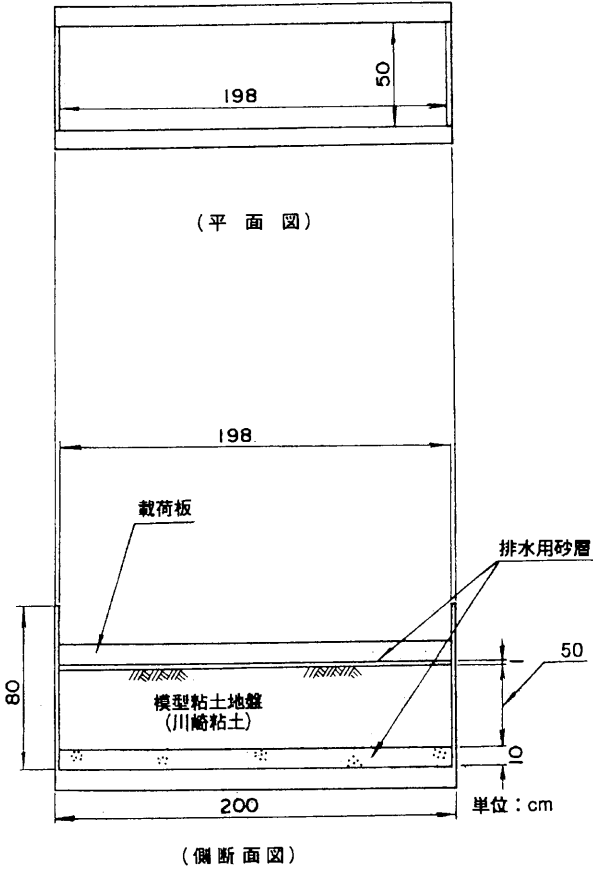 50
198
(平面図)
198
載荷板
排水用砂層
1
50
80
模型粘土地盤
(川崎粘土)
10
200
単位:cm
(側断面図)